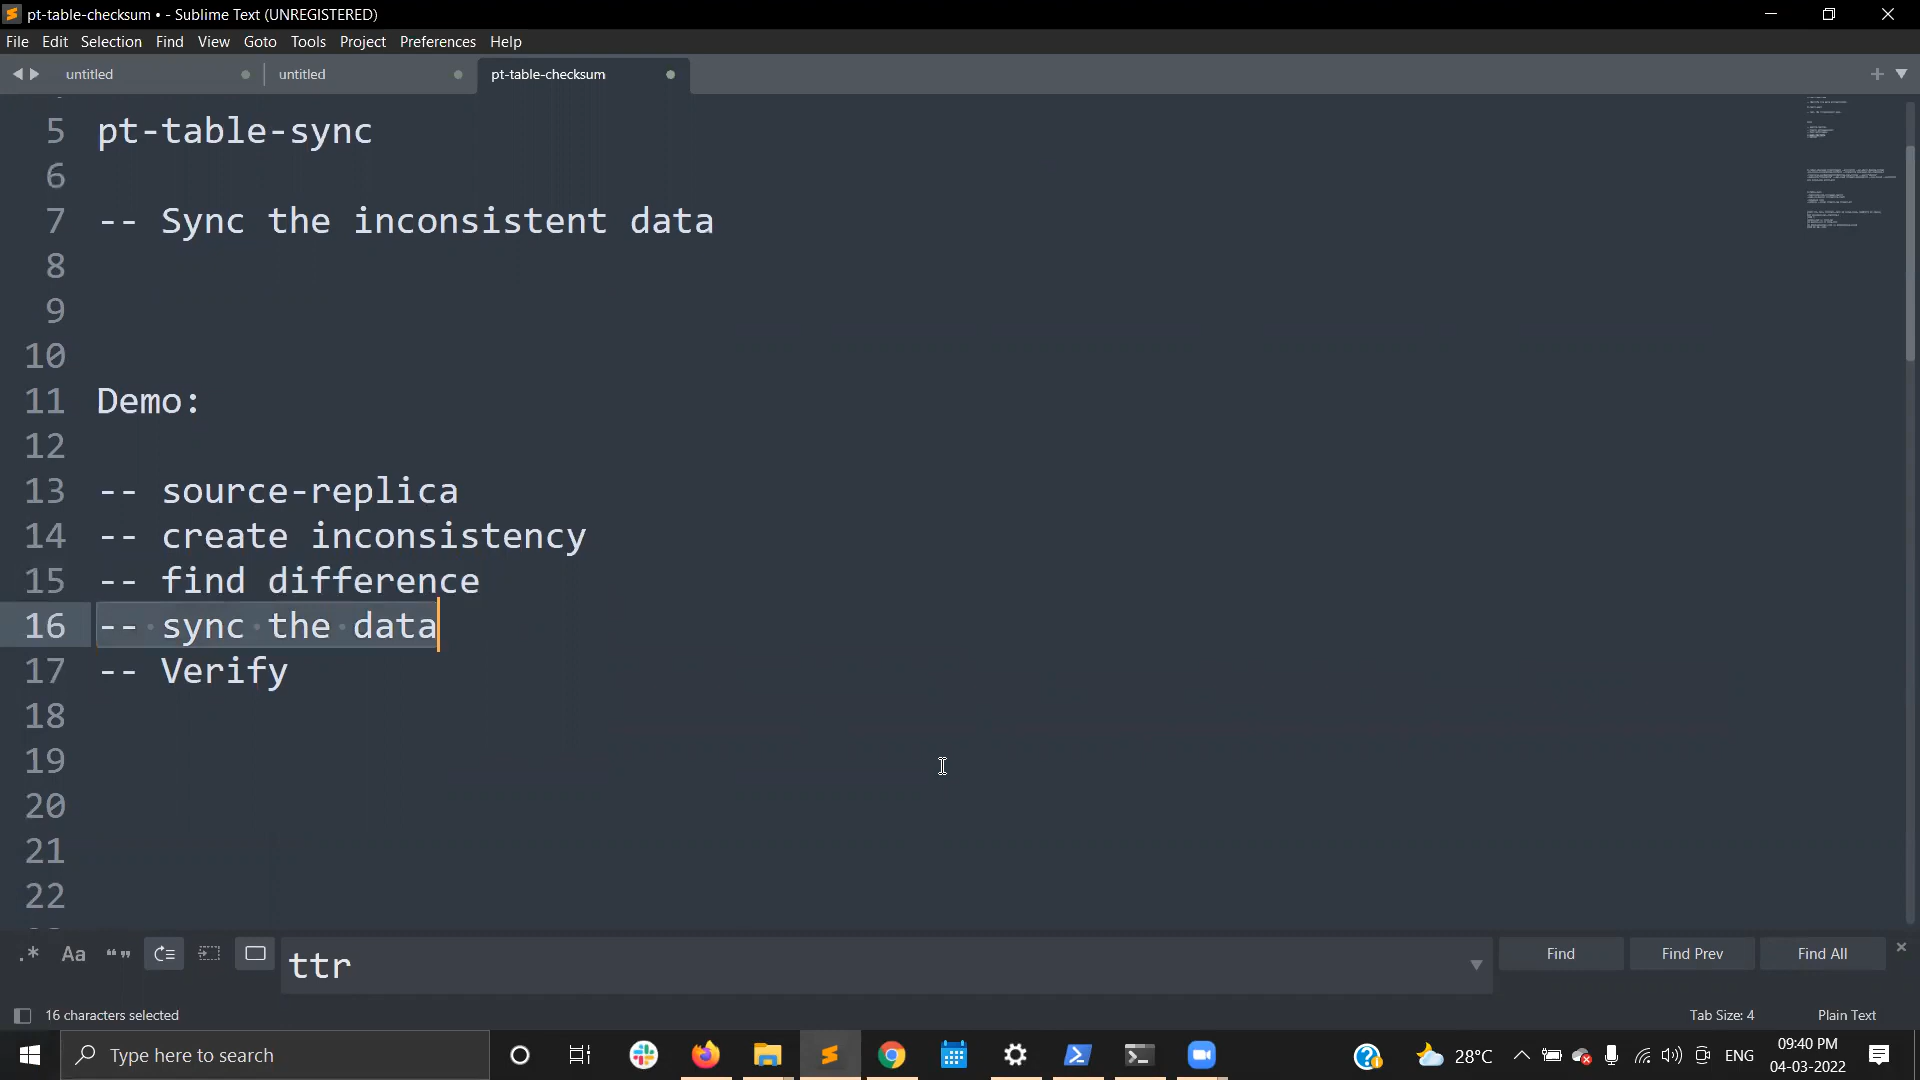 pt-table-checksum • - Sublime Text (UNREGISTERED)
File Edit Selection Find View Goto Tools Project Preferences Help
untitled untitled pt-table-checksum
5 pt-table-sync
6
7 -- Sync the inconsistent data
8
9
10
11 Demo:
12
13 -- source-replica
14 -- create inconsistency
15 -- find difference
16 -- sync the data
17 -- Verify
18
19
20
21
22
.* Aa “” ttr Find Find Prev Find All
16 characters selected Tab Size: 4 Plain Text
Type here to search 28°C ENG 09:40 PM
04-03-2022